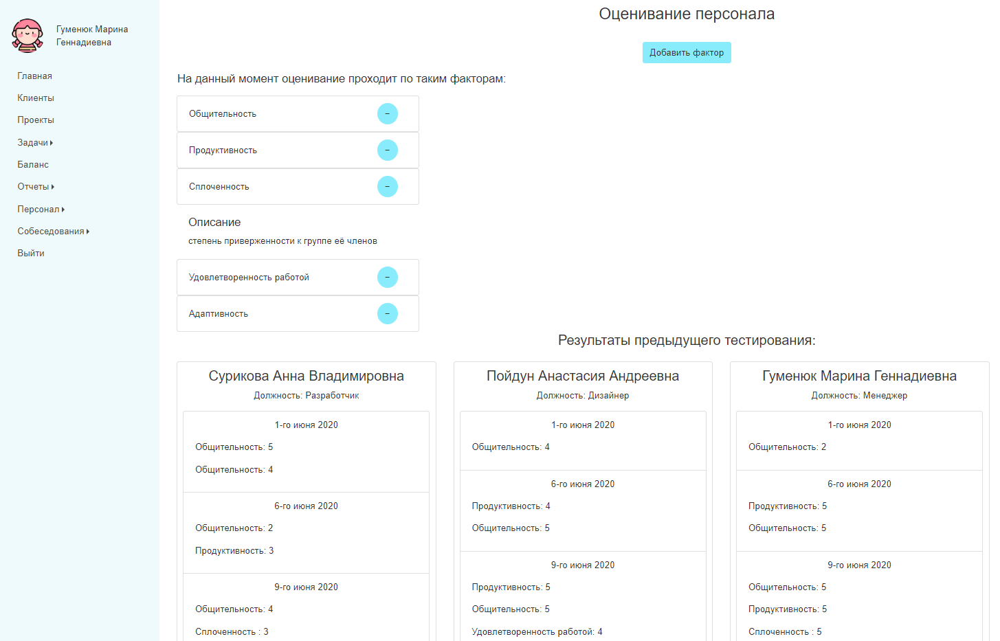 Гуменюк Марина
Геннадиевна
Главная
Клиенты
Проекты
Задачи
Баланс
Отчеты
Персонал
Собеседования
Выйти
Оценивание персонала
Добавить фактор
На данный момент оценивание проходит по таким факторам:
Общительность –
Продуктивность –
Сплоченность –
Описание
степень приверженности к группе её членов
Удовлетворенность работой –
Адаптивность –
Результаты предыдущего тестирования:
Сурикова Анна Владимировна
Должность: Разработчик
1-го июня 2020
Общительность: 5
Общительность: 4
6-го июня 2020
Общительность: 2
Продуктивность: 3
9-го июня 2020
Общительность: 4
Сплоченность : 3
Пойдун Анастасия Андреевна
Должность: Дизайнер
1-го июня 2020
Общительность: 4
6-го июня 2020
Продуктивность: 4
Общительность: 5
9-го июня 2020
Продуктивность: 5
Общительность: 5
Удовлетворенность работой: 4
Гуменюк Марина Геннадиевна
Должность: Менеджер
1-го июня 2020
Общительность: 2
6-го июня 2020
Продуктивность: 5
Общительность: 5
9-го июня 2020
Общительность: 5
Продуктивность: 5
Сплоченность : 5